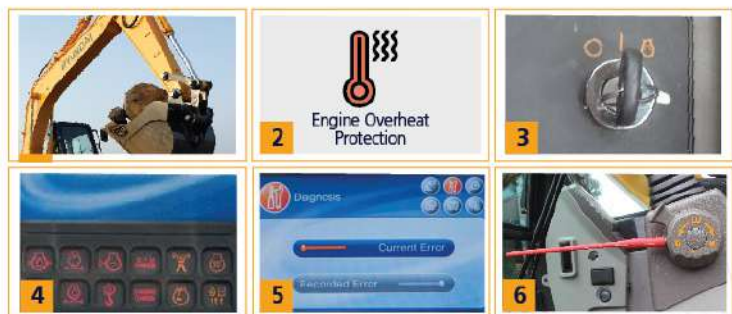 HYUNDAI
2
Engine Overheat
Protection
3
4
Diagnosis
Current Error
Recorded Error
5
6